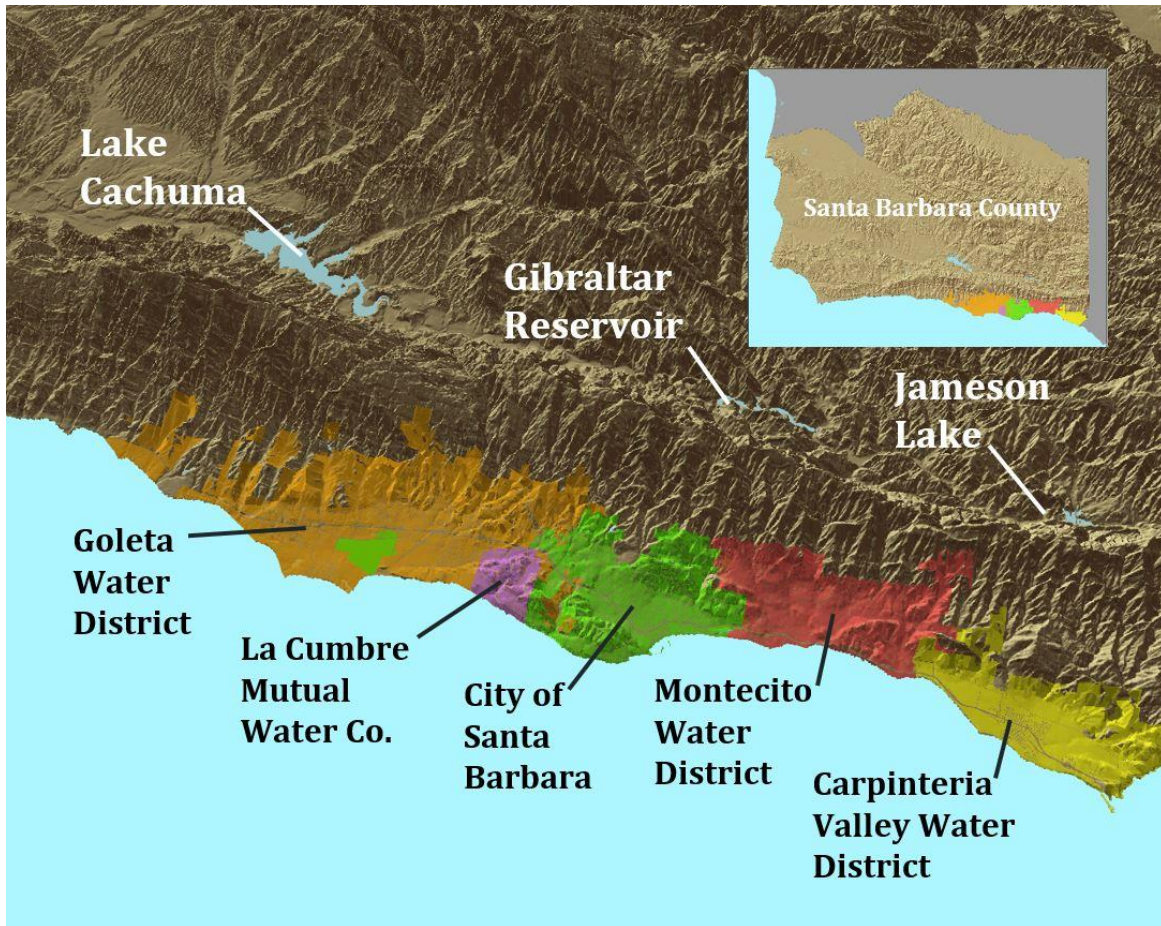 Lake
Cachuma
Gibraltar
Reservoir
Santa Barbara County
Jameson
Lake
Goleta
Water
District
La Cumbre
Mutual
Water Co.
City of
Santa
Barbara
Montecito
Water
District
Carpinteria
Valley Water
District